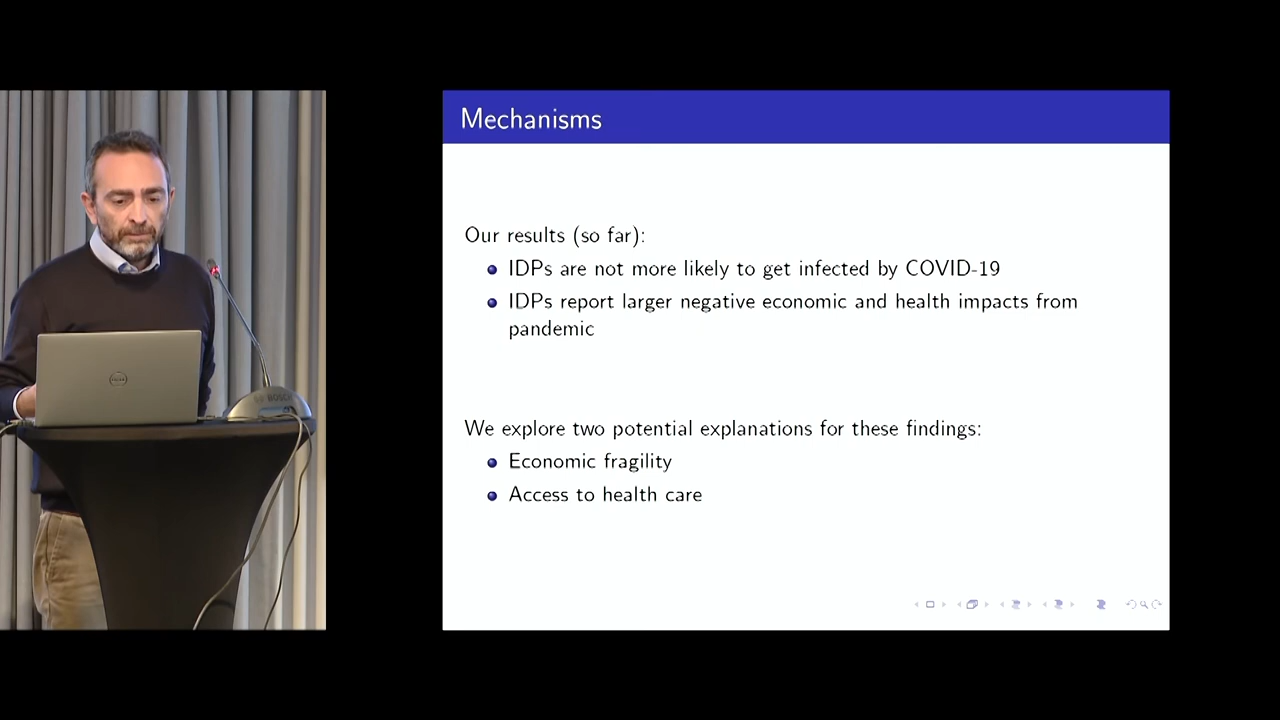 Mechanisms
Our results (so far):
IDPs are not more likely to get infected by COVID-19
IDPs report larger negative economic and health impacts from
pandemic
We explore two potential explanations for these findings:
Economic fragility
Access to health care
BOSCH
DELL